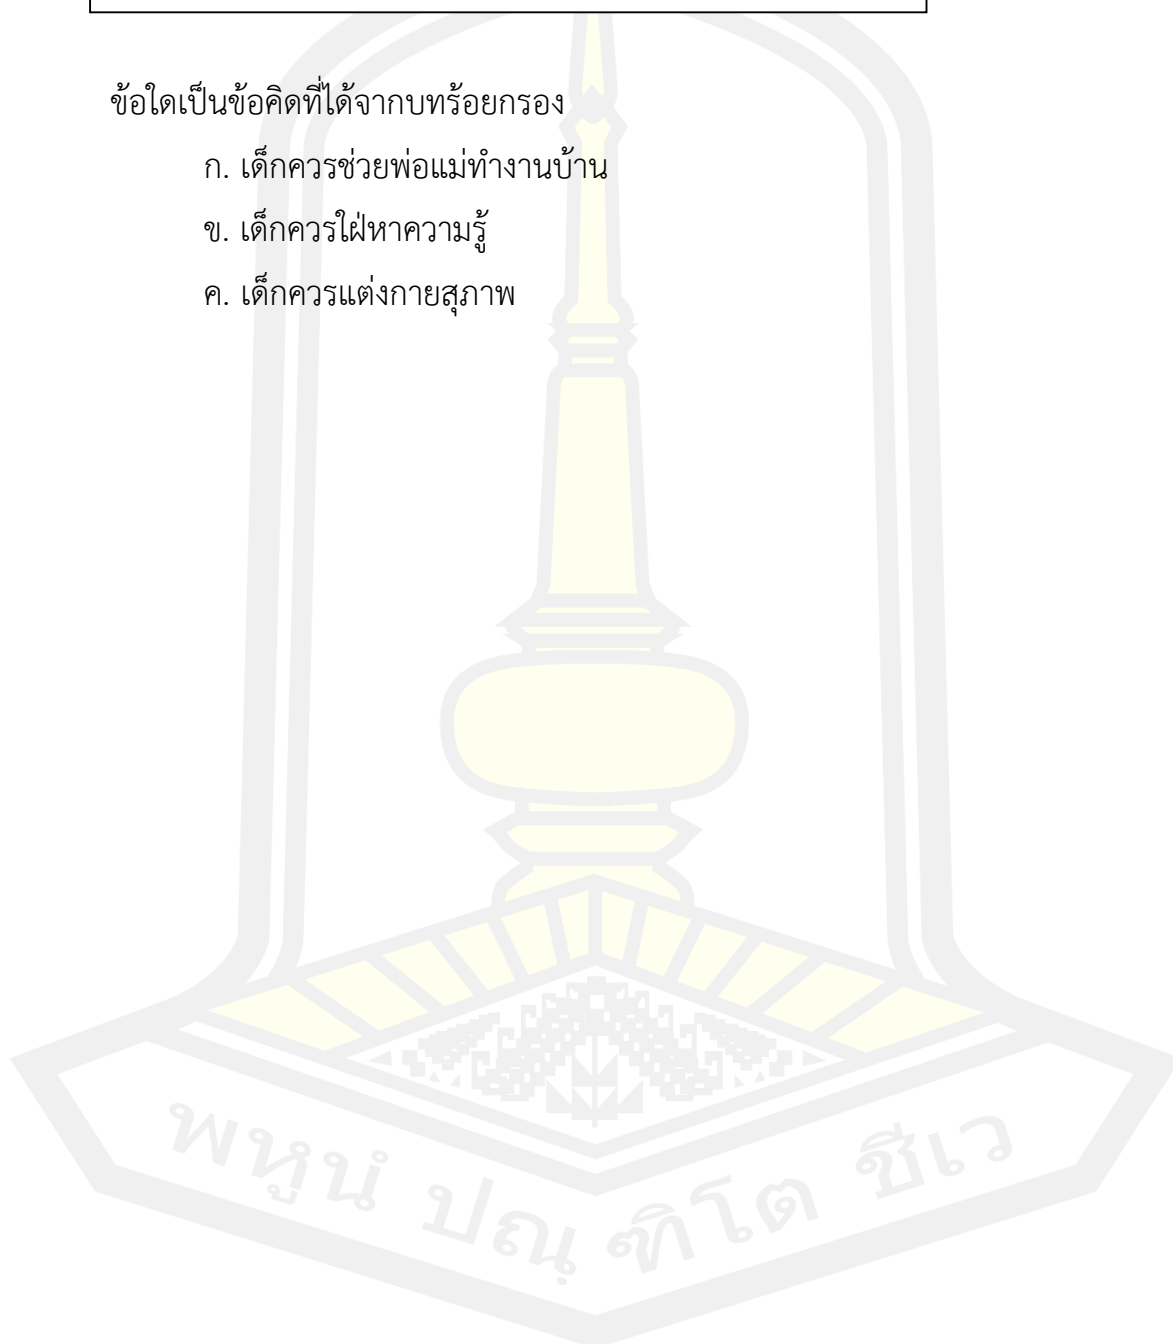 ข้อใดเป็นข้อคิดที่ได้จากบทร้อยกรอง
ก. เด็กควรช่วยพ่อแม่ทำงานบ้าน
ข. เด็กควรใฝ่หาความรู้
ค. เด็กควรแต่งกายสุภาพ
พหูนํ ปณฺฑิโต ชีเว